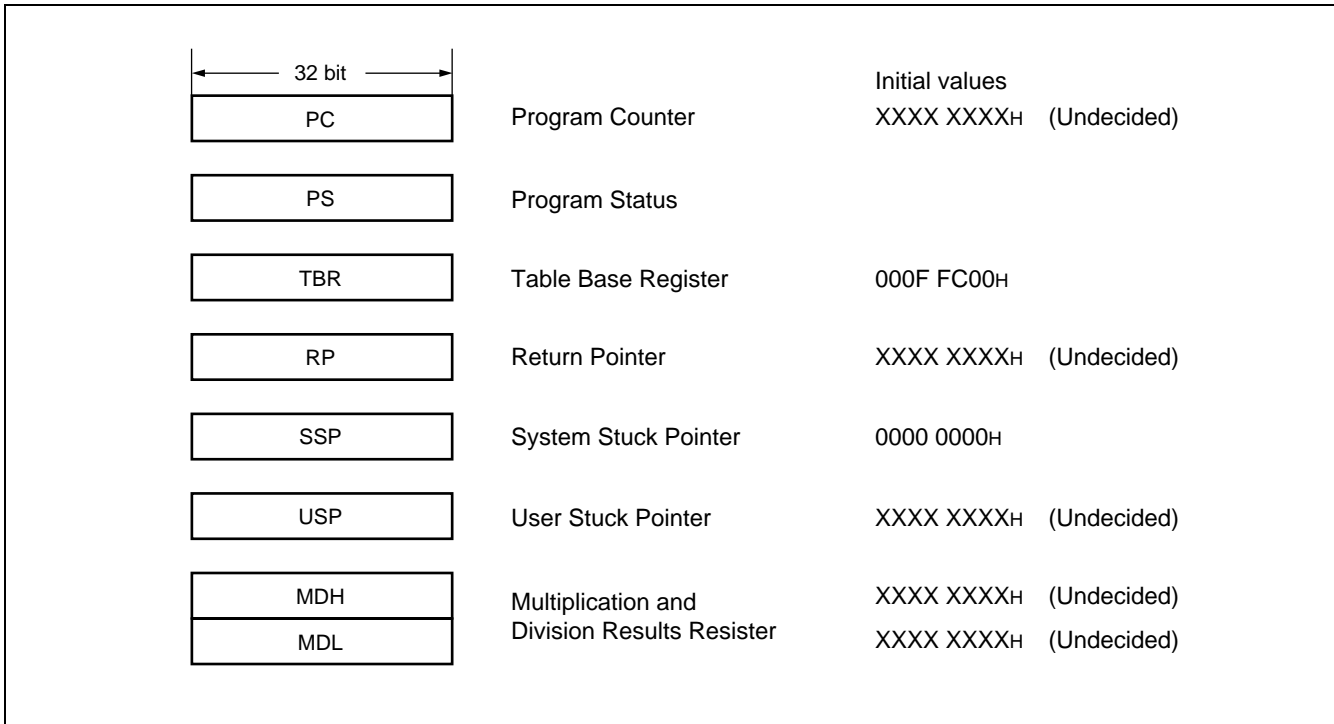 32 bit
Initial values
PC Program Counter XXXX XXXXH (Undecided)
PS Program Status
TBR Table Base Register 000F FC00H
RP Return Pointer XXXX XXXXH (Undecided)
SSP System Stuck Pointer 0000 0000H
USP User Stuck Pointer XXXX XXXXH (Undecided)
MDH Multiplication and XXXX XXXXH (Undecided)
MDL Division Results Resister XXXX XXXXH (Undecided)